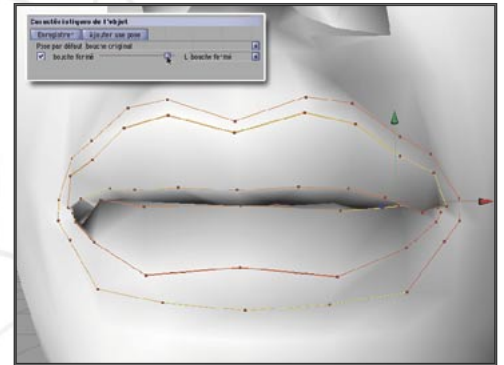 Caractéristiques de l'objet
Enregistrer Ajouter une pose
Pose par défaut bouche original
bouche fermé L bouche fermé